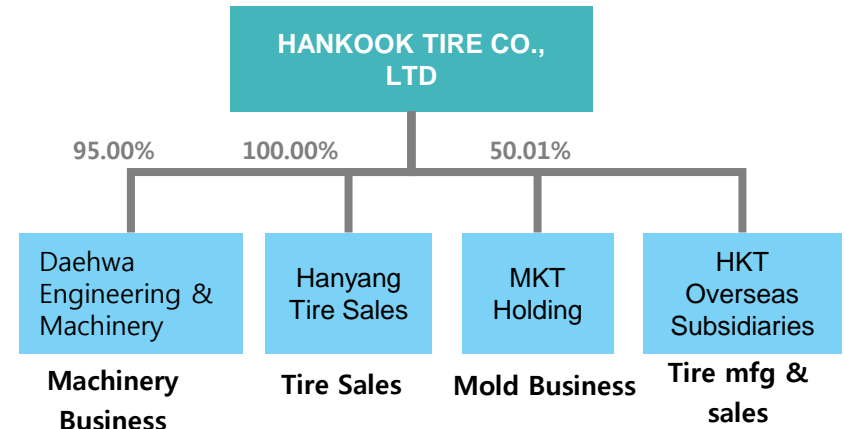 HANKOOK TIRE CO.,
LTD
95.00%
100.00%
50.01%
Daehwa
Engineering &
Machinery
Hanyang
Tire Sales
MKT
Holding
HKT
Overseas
Subsidiaries
Machinery
Business
Tire Sales
Mold Business
Tire mfg &
sales